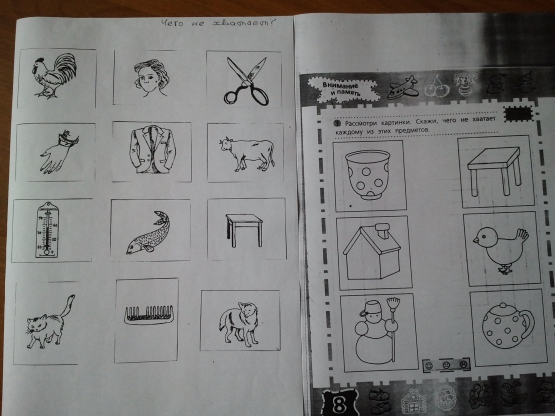 Чего не хватает?
Внимание
и память
Рассмотри картинки. Скажи, чего не хватает
каждому из этих предметов.
8